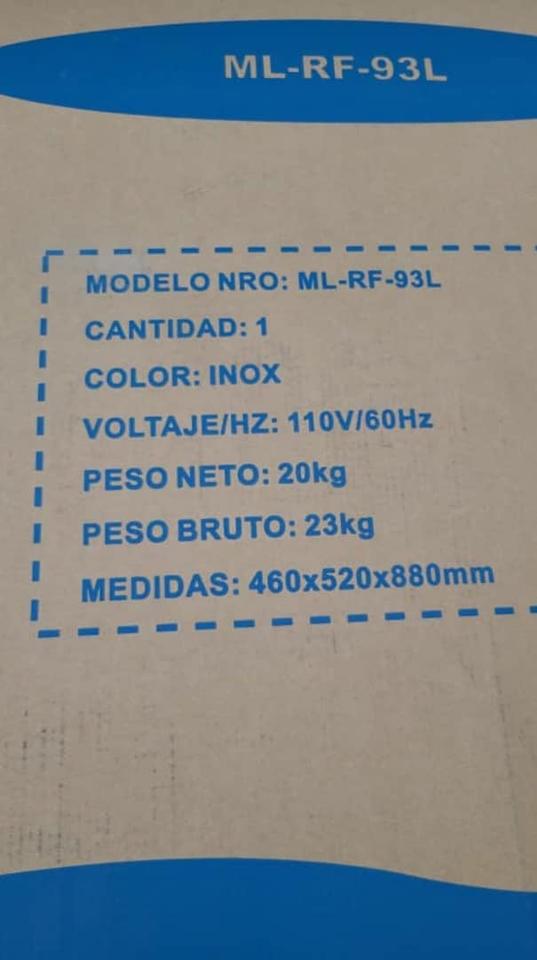 ML-RF-93L
MODELO NRO: ML-RF-93L
CANTIDAD: 1
COLOR: INOX
VOLTAJE/HZ: 110V/60Hz
PESO NETO: 20kg
PESO BRUTO: 23kg
MEDIDAS: 460x520x880mm